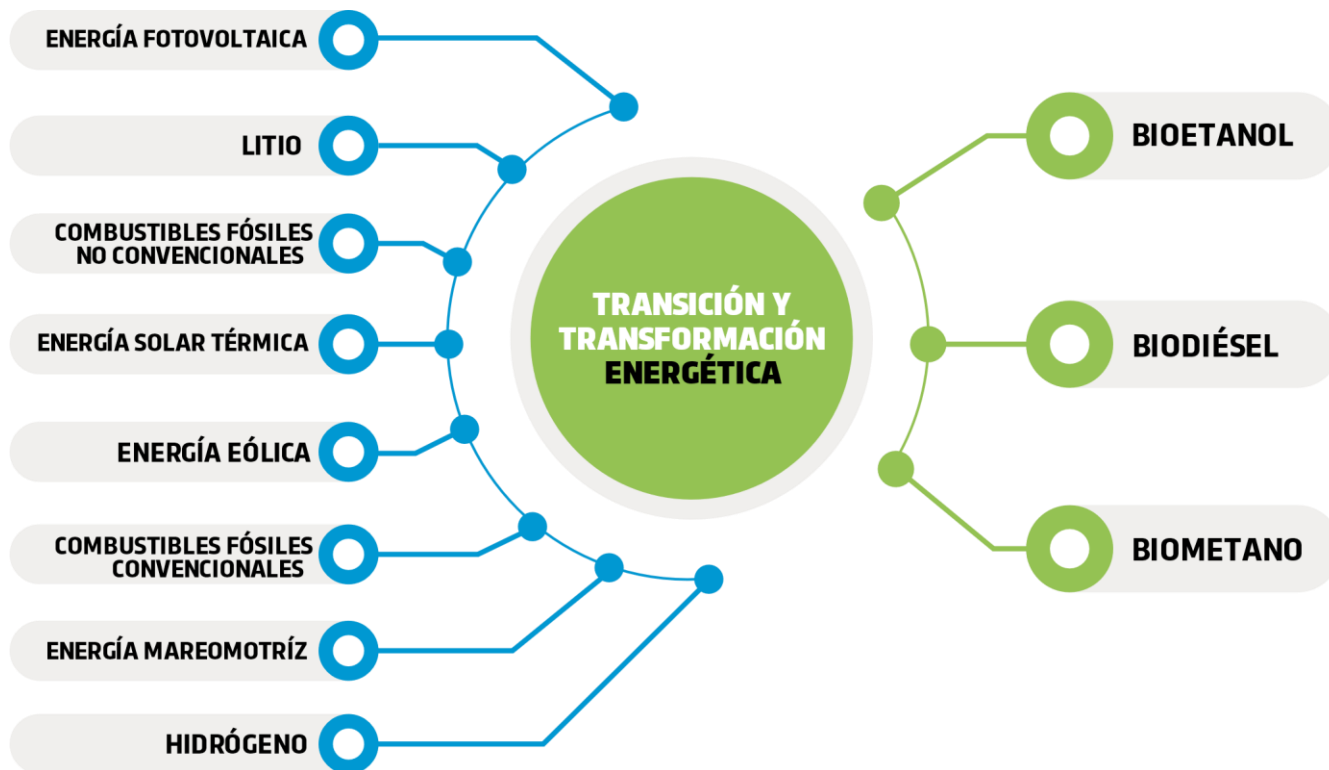 ENERGÍA FOTOVOLTAICA
LITIO
COMBUSTIBLES FÓSILES
NO CONVENCIONALES
ENERGÍA SOLAR TÉRMICA
ENERGÍA EÓLICA
COMBUSTIBLES FÓSILES
CONVENCIONALES
ENERGÍA MAREOMOTRÍZ
HIDRÓGENO
TRANSICIÓN Y
TRANSFORMACIÓN
ENERGÉTICA
BIOETANOL
BIODIÉSEL
BIOMETANO